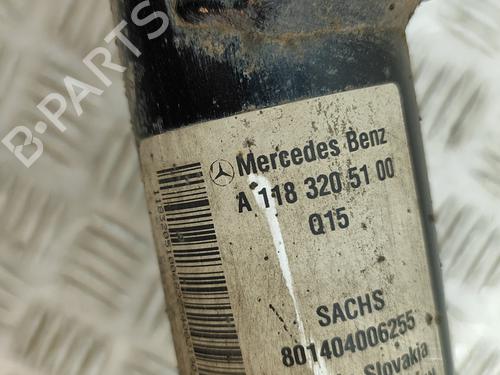 B-PARTS
Mercedes Benz
A 118 320 51 00
Q15
SACHS
801404006255
Slovakia